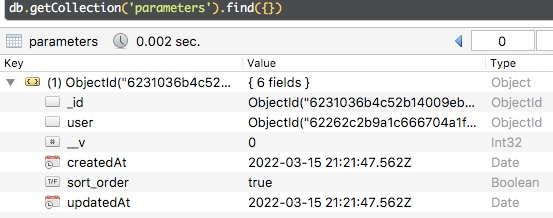 db.getCollection('parameters').find({})
parameters 0.002 sec. 0
Key Value Type
(1) ObjectId("6231036b4c52... { 6 fields } Object
_id ObjectId("6231036b4c52b14009eb... ObjectId
user ObjectId("62262c2b9a1c666704a1f... ObjectId
# __v 0 Int32
createdAt 2022-03-15 21:21:47.562Z Date
T/F sort_order true Boolean
updatedAt 2022-03-15 21:21:47.562Z Date